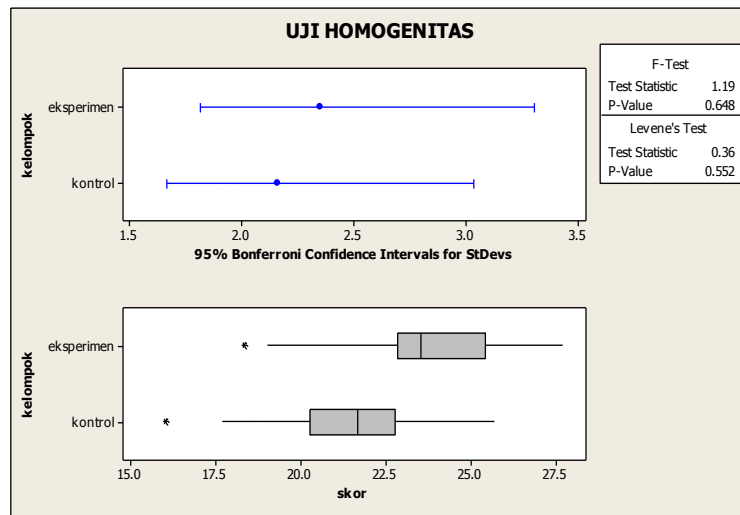 UJI HOMOGENITAS
kelompok
eksperimen
kontrol
1.5 2.0 2.5 3.0 3.5
95% Bonferroni Confidence Intervals for StDevs
F-Test
Test Statistic 1.19
P-Value 0.648
Levene's Test
Test Statistic 0.36
P-Value 0.552
kelompok
eksperimen
kontrol
15.0 17.5 20.0 22.5 25.0 27.5
skor